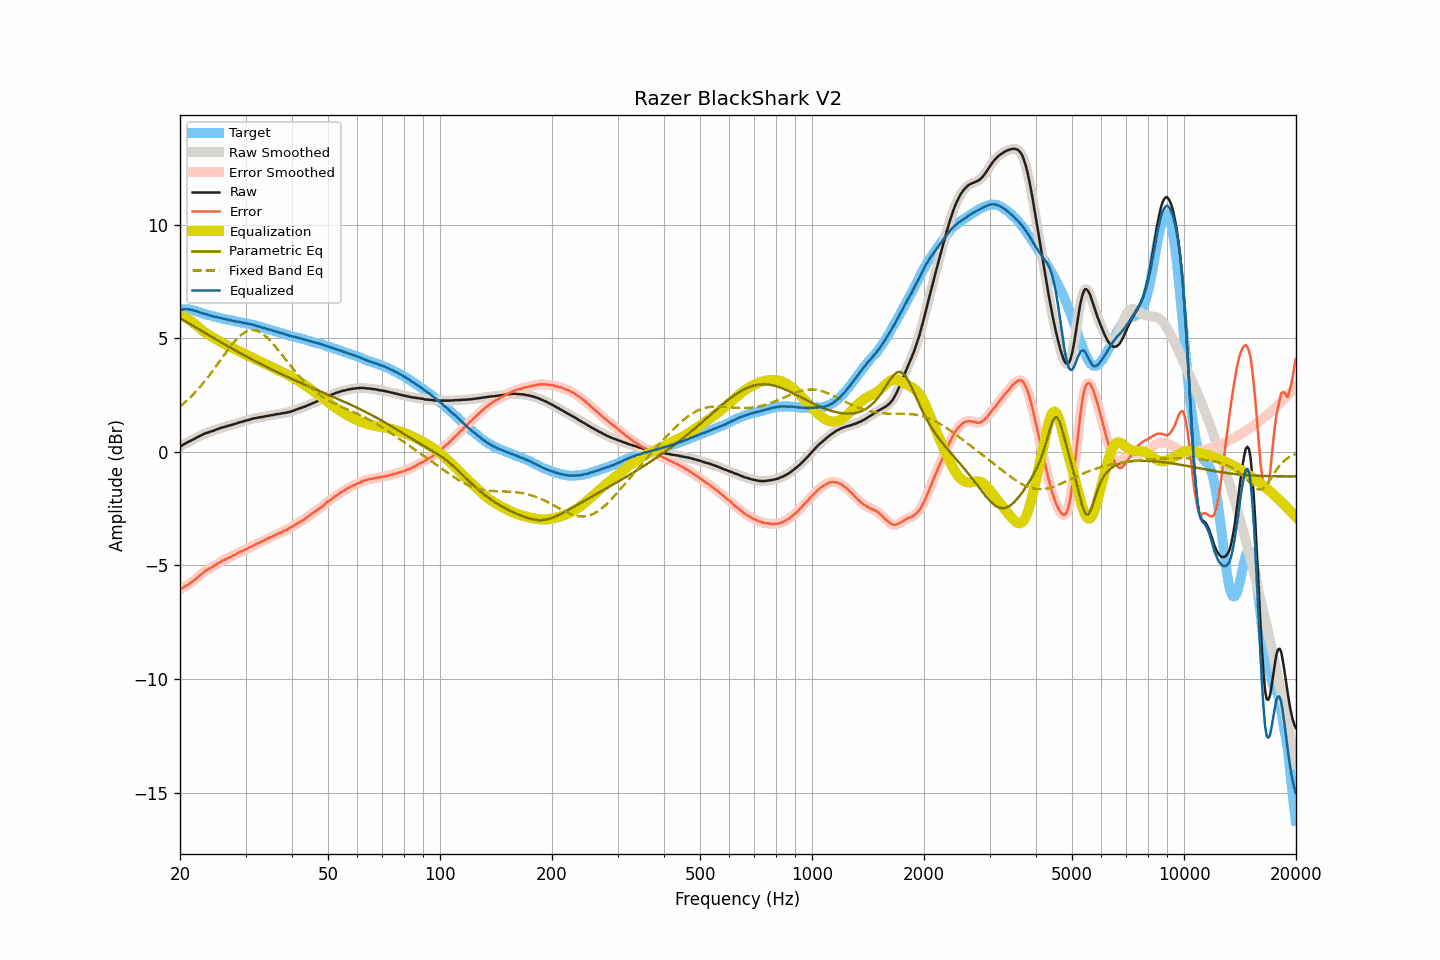 Razer BlackShark V2
Target
Raw Smoothed
Error Smoothed
Raw
Error
Equalization
Parametric Eq
Fixed Band Eq
Equalized
10
5
0
−5
−10
−15
Amplitude (dBr)
20 50 100 200 500 1000 2000 5000 10000 20000
Frequency (Hz)